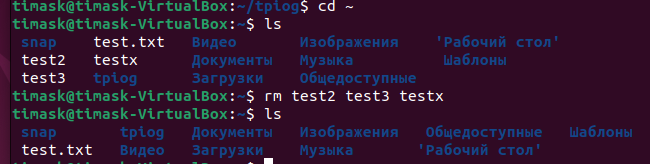 timask@timask-VirtualBox:~/tpiog$ cd ~
timask@timask-VirtualBox:~$ ls
snap test.txt Видео Изображения 'Рабочий стол'
test2 testx Документы Музыка Шаблоны
test3 tpiog Загрузки Общедоступные
timask@timask-VirtualBox:~$ rm test2 test3 testx
timask@timask-VirtualBox:~$ ls
snap tpiog Документы Изображения Общедоступные Шаблоны
test.txt Видео Загрузки Музыка 'Рабочий стол'
timask@timask-VirtualBox:~$